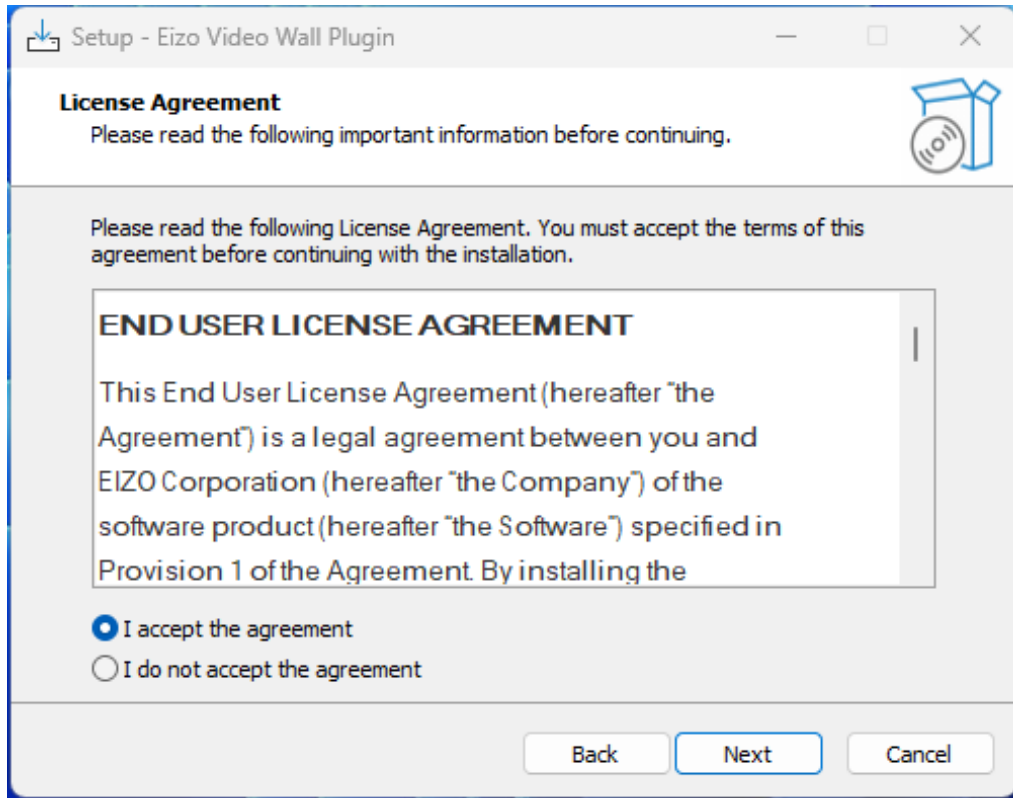 Setup - Eizo Video Wall Plugin
License Agreement
Please read the following important information before continuing.
Please read the following License Agreement. You must accept the terms of this
agreement before continuing with the installation.
END USER LICENSE AGREEMENT
This End User License Agreement (hereafter “the
Agreement”) is a legal agreement between you and
EIZO Corporation (hereafter “the Company”) of the
software product (hereafter “the Software”) specified in
Provision 1 of the Agreement. By installing the
I accept the agreement
I do not accept the agreement
Back Next Cancel